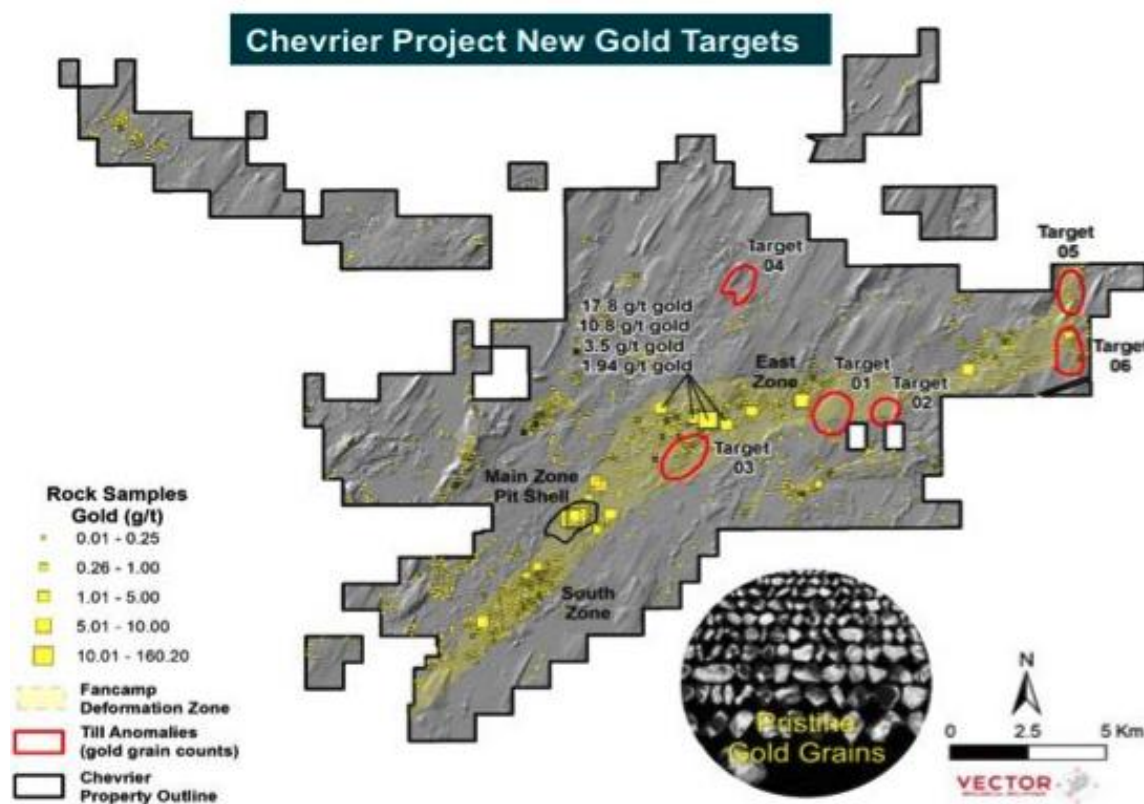 Chevrier Project New Gold Targets
Target
05
Target
04
17.8 g/t gold
10.8 g/t gold
3.5 g/t gold
1.94 g/t gold
East
Zone
Target
01
Target
02
Target
06
Target
03
Main Zone
Pit Shell
South
Zone
Rock Samples
Gold (g/t)
0.01 - 0.25
0.26 - 1.00
1.01 - 5.00
5.01 - 10.00
10.01 - 160.20
Fancamp
Deformation Zone
Till Anomalies
(gold grain counts)
Chevrier
Property Outline
Pristine
Gold Grains
N
0 2.5 5 Km
VECTOR